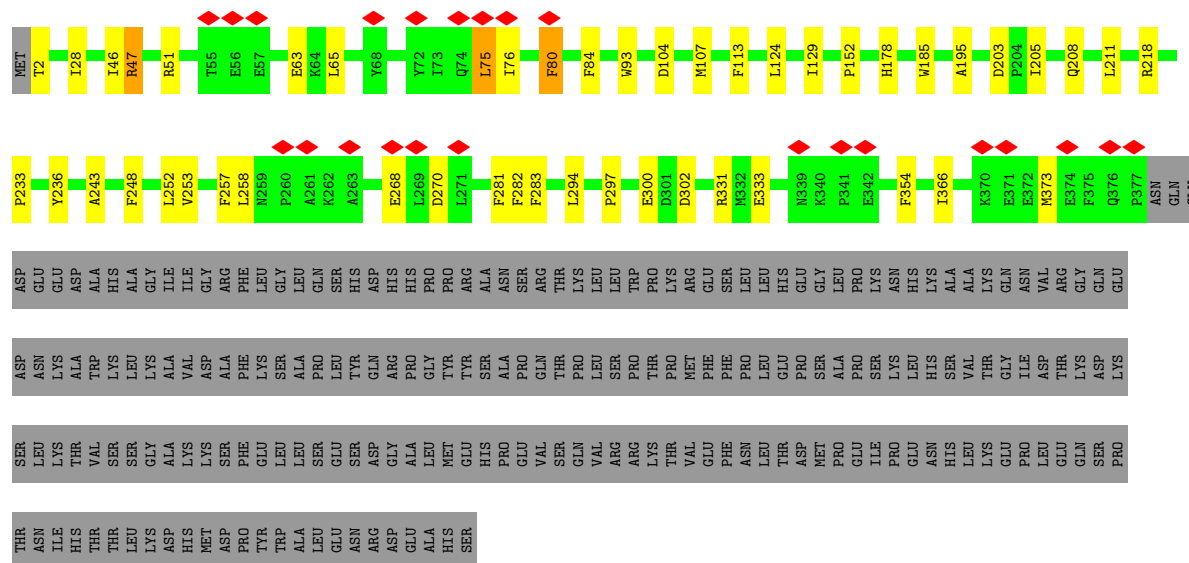 MET T2 I28 I46 R47 R51 T55 E56 E57 E63 K64 L65 Y68 Y72 I73 Q74 L75 I76 F80 F84 W93 D104 M107 F113 L124 I129 P152 H178 W185 A195 D203 P204 I205 Q208 L211 R218
P233 Y236 A243 F248 L252 V253 F257 L258 N259 P260 A261 K262 A263 E268 L269 D270 L271 F281 F282 F283 L294 P297 E300 D301 D302 R331 M332 E333 N339 K340 P341 E342 F354 I366 K370 E371 E372 M373 E374 F375 Q376 P377 ASN GLN
ASP GLU GLU ASP ALA HIS ALA GLY ILE ILE GLY ARG PHE LEU GLY LEU GLN SER HIS ASP HIS HIS PRO PRO ARG ALA ASN SER ARG THR LYS LEU LEU TRP PRO LYS ARG GLU SER LEU LEU HIS GLU GLY LEU PRO LYS ASN HIS LYS ALA ALA LYS GLN ASN VAL ARG GLY GLN GLU
ASP ASN LYS ALA TRP LYS LEU LYS ALA VAL ASP ALA PHE LYS SER ALA PRO LEU TYR GLN ARG PRO GLY TYR TYR SER ALA PRO GLN THR PRO LEU SER PRO THR PRO MET PHE PHE PRO LEU GLU PRO SER ALA PRO SER LYS LEU HIS SER VAL THR GLY ILE ASP THR LYS ASP LYS
SER LEU LYS THR VAL SER SER GLY ALA LYS LYS SER PHE GLU LEU LEU SER GLU SER ASP GLY ALA LEU MET GLU HIS PRO GLU VAL SER GLN VAL ARG ARG LYS THR VAL GLU PHE ASN LEU THR ASP MET PRO GLU ILE PRO GLU ASN HIS LEU LYS GLU PRO LEU GLU GLN SER PRO
THR ASN ILE HIS THR THR LEU LYS ASP HIS MET ASP PRO TYR TRP ALA LEU GLU ASN ARG ASP GLU ALA HIS SER